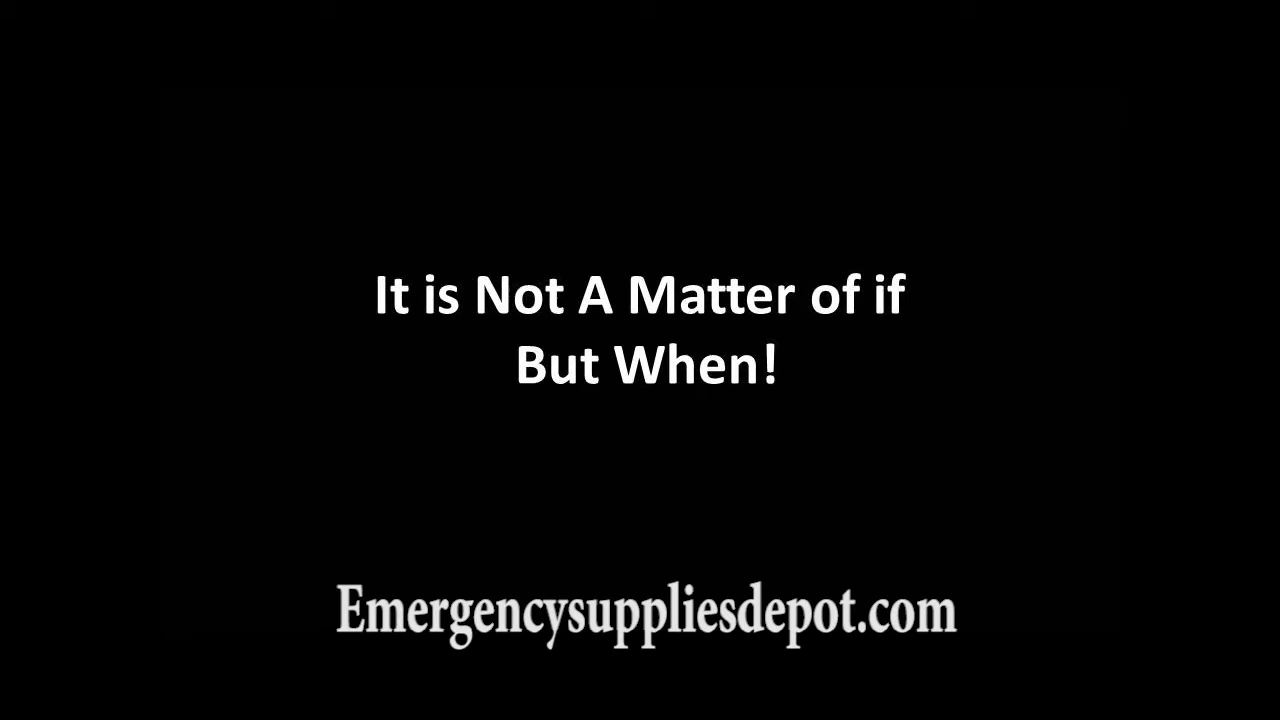 It is Not A Matter of if
But When!
Emergencysuppliesdepot.com